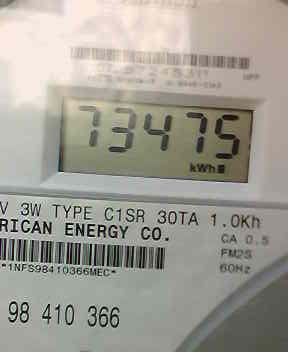 73475
kWh
V 3W TYPE C1SR 30TA 1.0Kh
RICAN ENERGY CO.
CA 0.5
FM2S
60Hz
*1NFS98410366MEC*
98 410 366